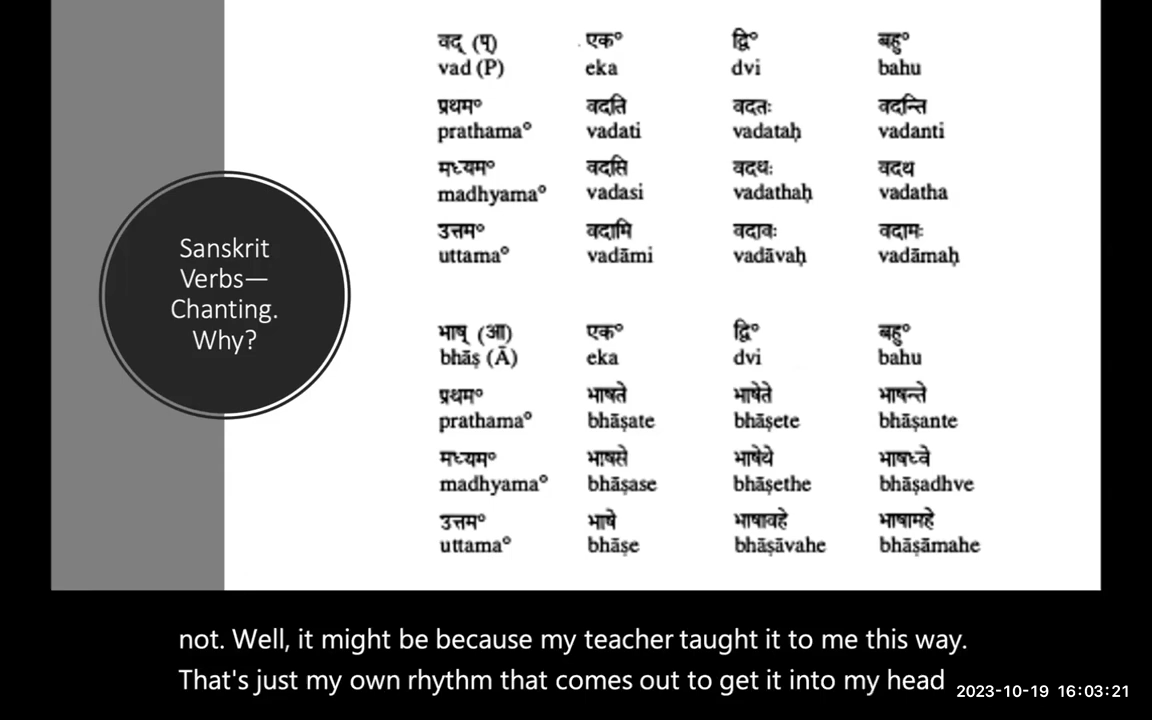 Sanskrit
Verbs—
Chanting.
Why?
वद् (प्) एक° द्वि° बहु°
vad (P) eka dvi bahu
प्रथम° वदति वदतः वदन्ति
prathama° vadati vadataḥ vadanti
मध्यम° वदसि वदथः वदथ
madhyama° vadasi vadathaḥ vadatha
उत्तम° वदामि वदावः वदामः
uttama° vadāmi vadāvaḥ vadāmaḥ
भाष् (आ) एक° द्वि° बहु°
bhāṣ (Ā) eka dvi bahu
प्रथम° भाषते भाषेते भाषन्ते
prathama° bhāṣate bhāṣete bhāṣante
मध्यम° भाषसे भाषेथे भाषध्वे
madhyama° bhāṣase bhāṣethe bhāṣadhve
उत्तम° भाषे भाषावहे भाषामहे
uttama° bhāṣe bhāṣāvahe bhāṣāmahe
not. Well, it might be because my teacher taught it to me this way.
That's just my own rhythm that comes out to get it into my head
2023-10-19 16:03:21